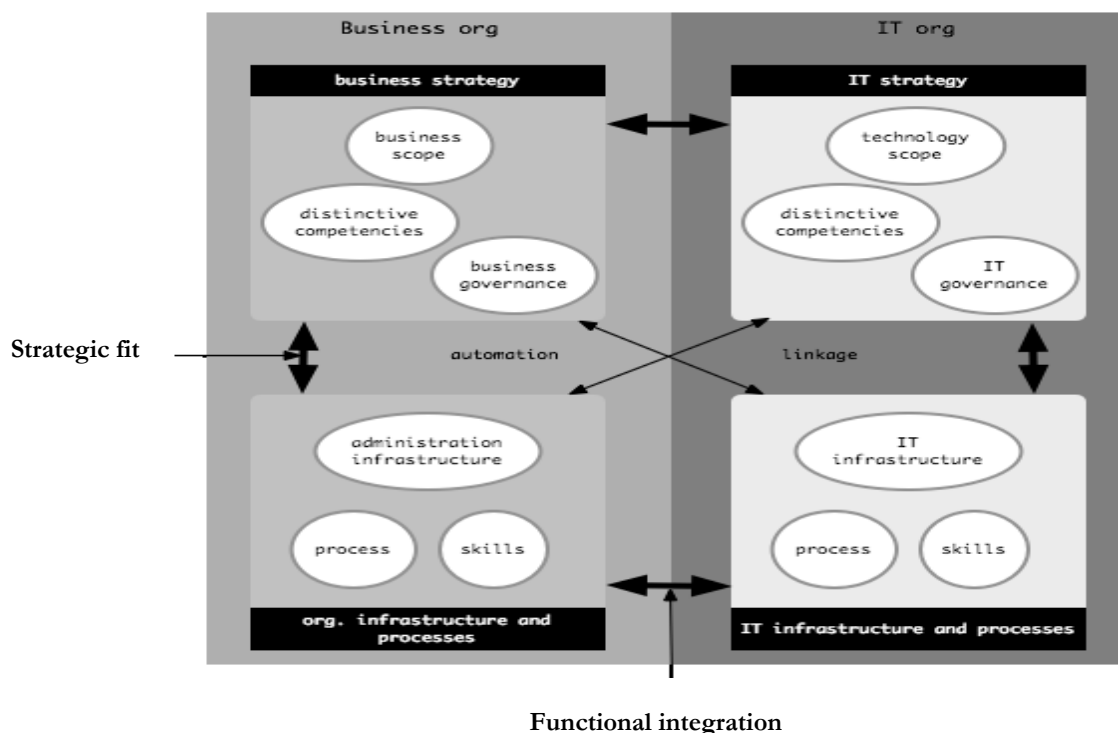 Business org
IT org
business strategy
IT strategy
business
scope
technology
scope
distinctive
competencies
distinctive
competencies
business
governance
IT
governance
Strategic fit
automation
linkage
administration
infrastructure
IT
infrastructure
process
skills
process
skills
org. infrastructure and
processes
IT infrastructure and processes
Functional integration